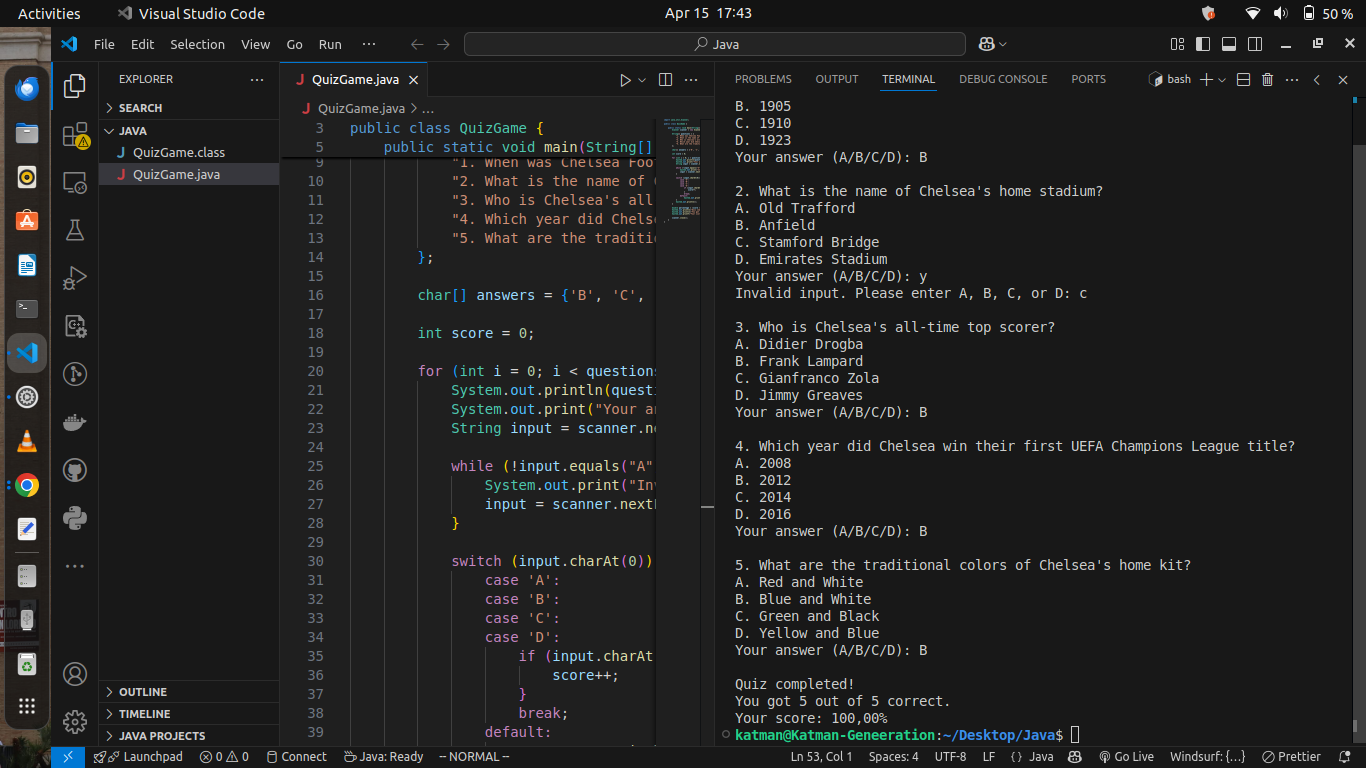 Activities
Visual Studio Code
Apr 15 17:43
50 %
File Edit Selection View Go Run ···
Java
EXPLORER
SEARCH
JAVA
QuizGame.class
QuizGame.java
OUTLINE
TIMELINE
JAVA PROJECTS
QuizGame.java
QuizGame.java > ...
3 public class QuizGame {
5 public static void main(String[]
9 "1. When was Chelsea Foo
10 "2. What is the name of
11 "3. Who is Chelsea's all
12 "4. Which year did Chels
13 "5. What are the traditi
14 };
15
16 char[] answers = {'B', 'C',
17
18 int score = 0;
19
20 for (int i = 0; i < question
21 System.out.println(questi
22 System.out.print("Your a
23 String input = scanner.ne
24
25 while (!input.equals("A"
26 System.out.print("In
27 input = scanner.next
28 }
29
30 switch (input.charAt(0))
31 case 'A':
32 case 'B':
33 case 'C':
34 case 'D':
35 if (input.charAt
36 score++;
37 }
38 break;
39 default:
PROBLEMS OUTPUT TERMINAL DEBUG CONSOLE PORTS
bash
B. 1905
C. 1910
D. 1923
Your answer (A/B/C/D): B
2. What is the name of Chelsea's home stadium?
A. Old Trafford
B. Anfield
C. Stamford Bridge
D. Emirates Stadium
Your answer (A/B/C/D): y
Invalid input. Please enter A, B, C, or D: c
3. Who is Chelsea's all-time top scorer?
A. Didier Drogba
B. Frank Lampard
C. Gianfranco Zola
D. Jimmy Greaves
Your answer (A/B/C/D): B
4. Which year did Chelsea win their first UEFA Champions League title?
A. 2008
B. 2012
C. 2014
D. 2016
Your answer (A/B/C/D): B
5. What are the traditional colors of Chelsea's home kit?
A. Red and White
B. Blue and White
C. Green and Black
D. Yellow and Blue
Your answer (A/B/C/D): B
Quiz completed!
You got 5 out of 5 correct.
Your score: 100,00%
katman@Katman-Geneeration:~/Desktop/Java$
Launchpad 0 0 Connect Java: Ready -- NORMAL -- Ln 53, Col 1 Spaces: 4 UTF-8 LF {} Java Go Live Windsurf: {...} Prettier